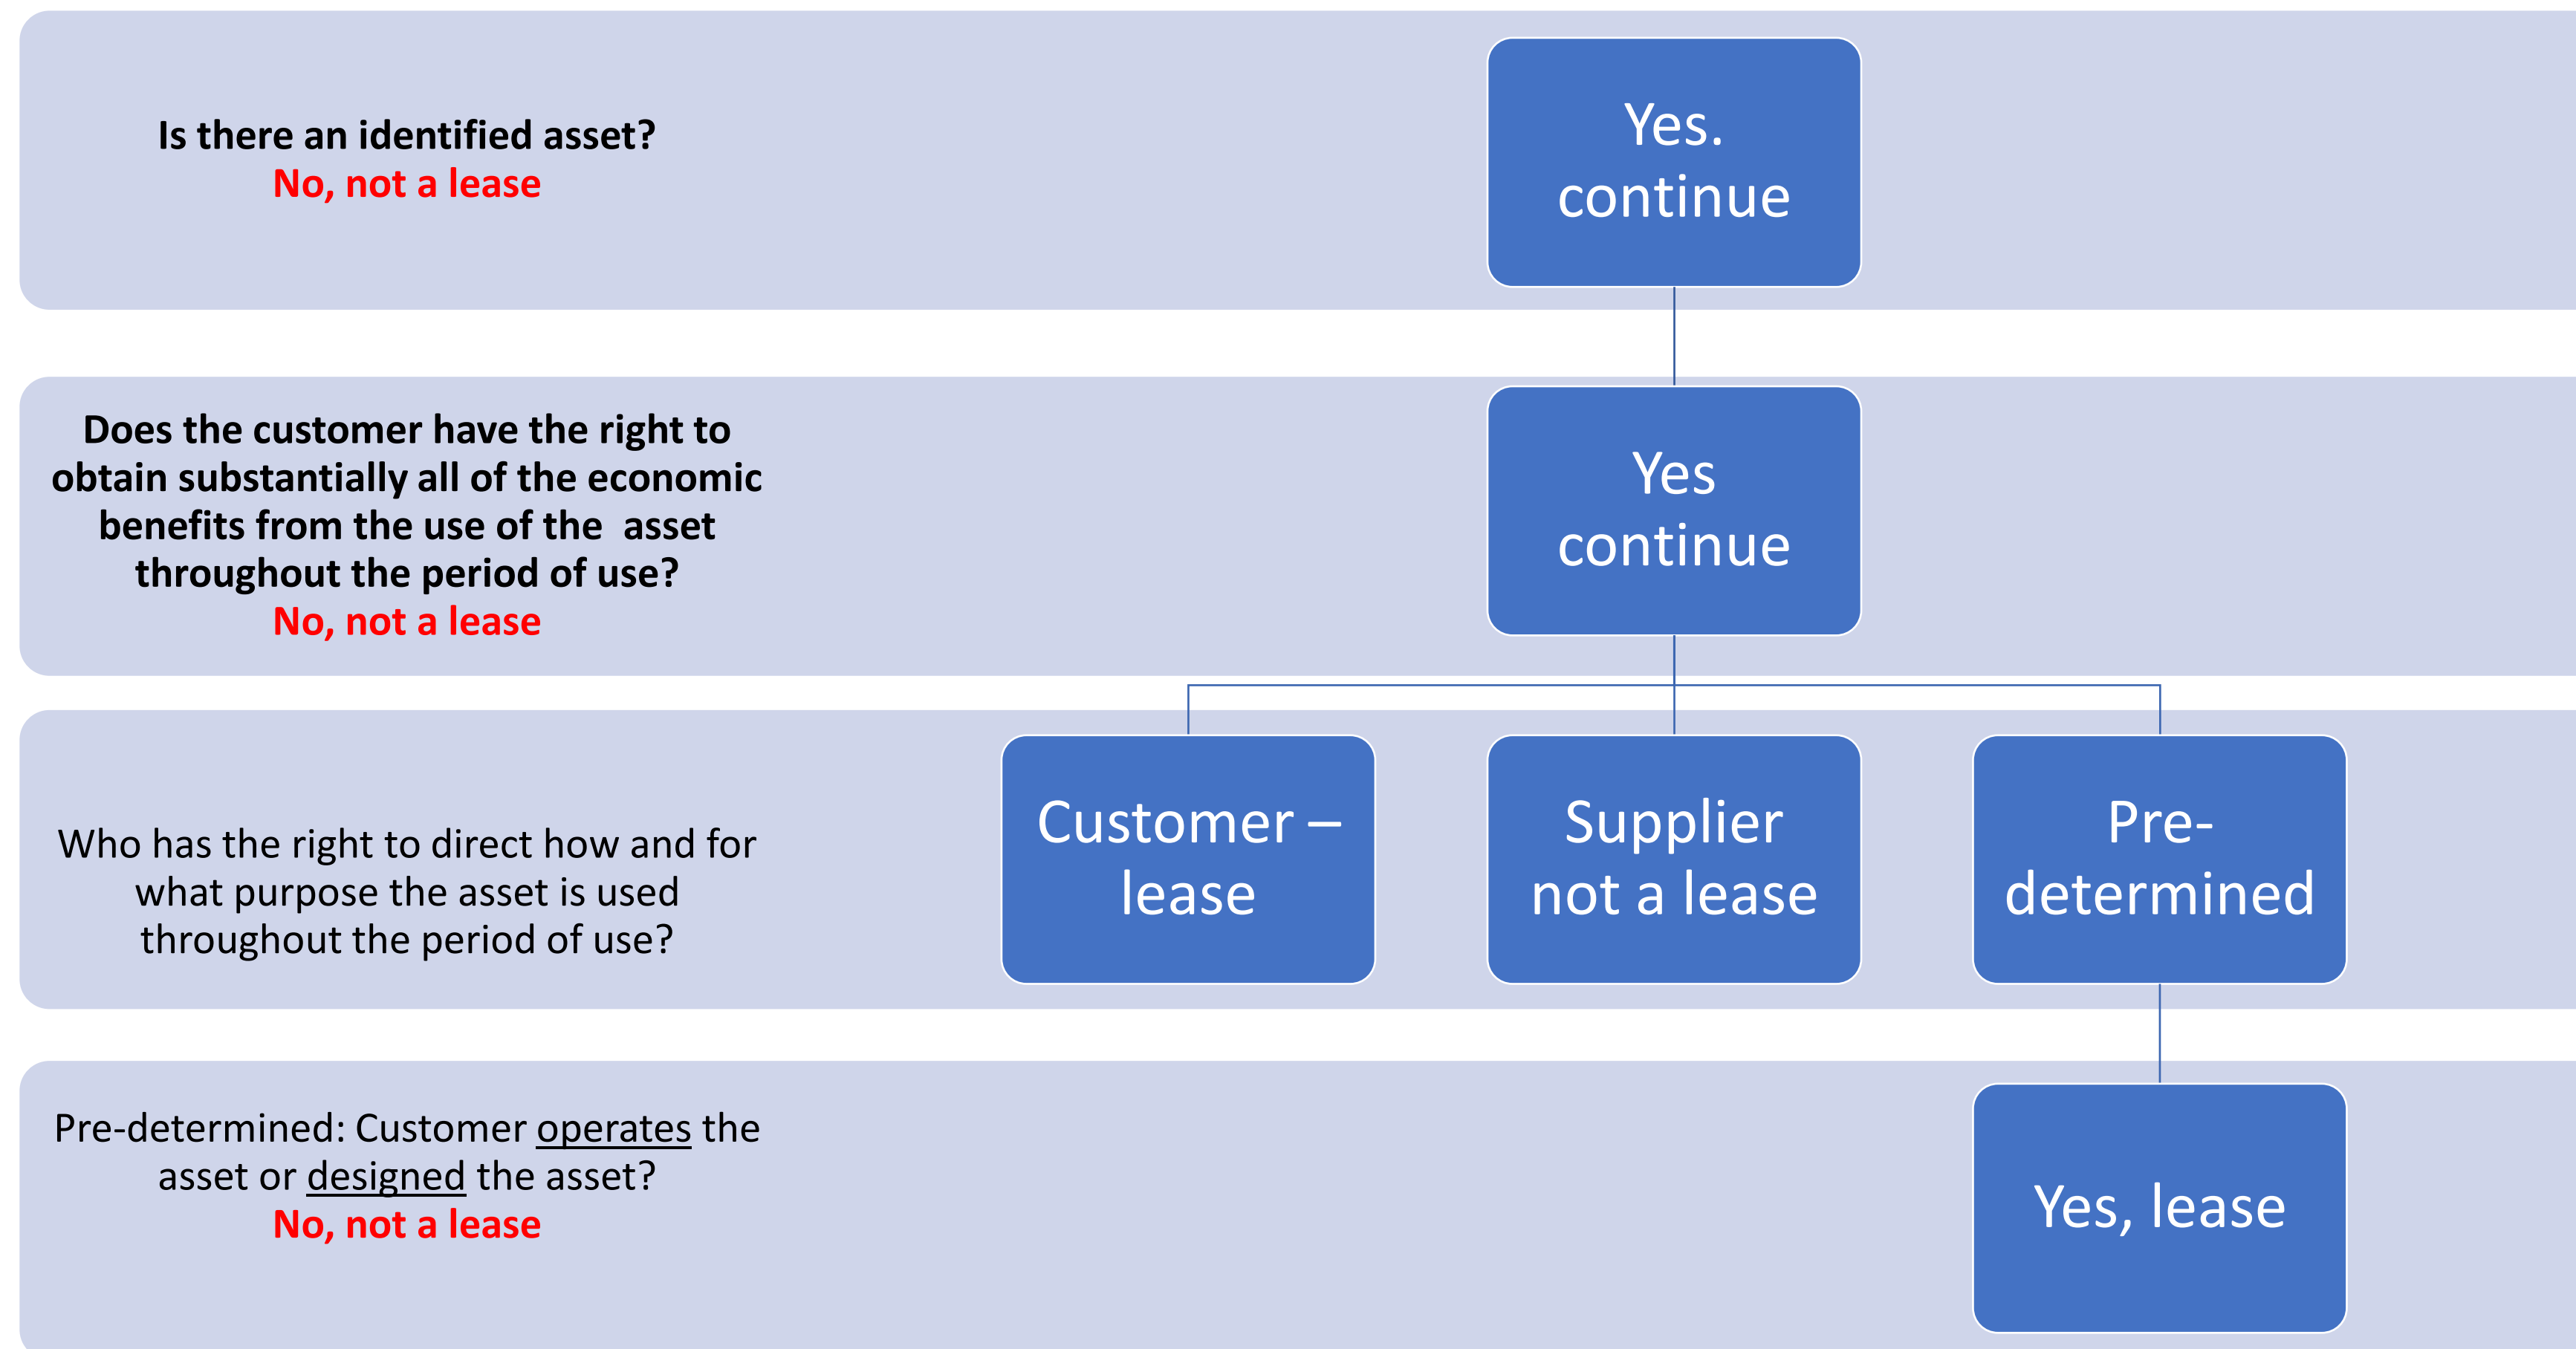 Is there an identified asset?
No, not a lease
Yes.
continue
Does the customer have the right to
obtain substantially all of the economic
benefits from the use of the  asset
throughout the period of use?
No, not a lease
Yes
continue
Who has the right to direct how and for
what purpose the asset is used
throughout the period of use?
Customer –
lease
Supplier
not a lease
Pre-
determined
Pre-determined: Customer operates the
asset or designed the asset?
No, not a lease
Yes, lease